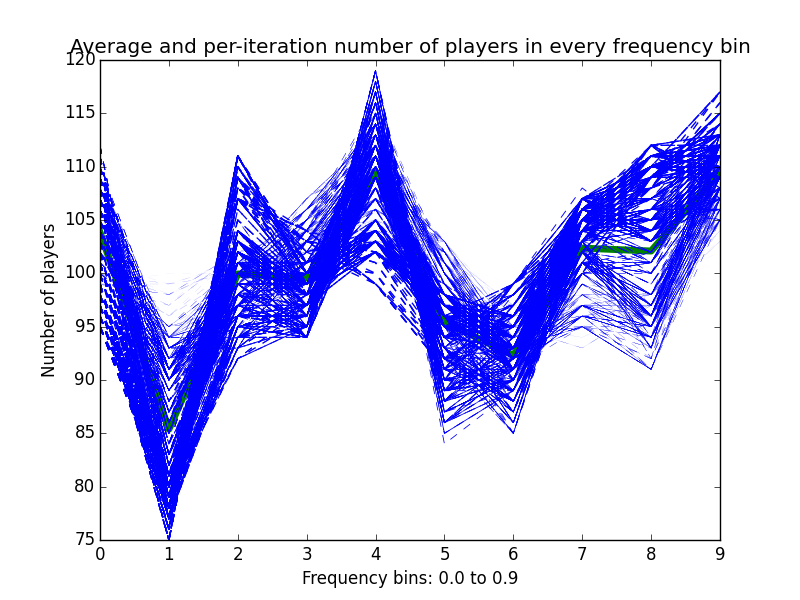 Average and per-iteration number of players in every frequency bin
120
115
110
105
100
95
90
85
80
75
Number of players
0 1 2 3 4 5 6 7 8 9
Frequency bins: 0.0 to 0.9